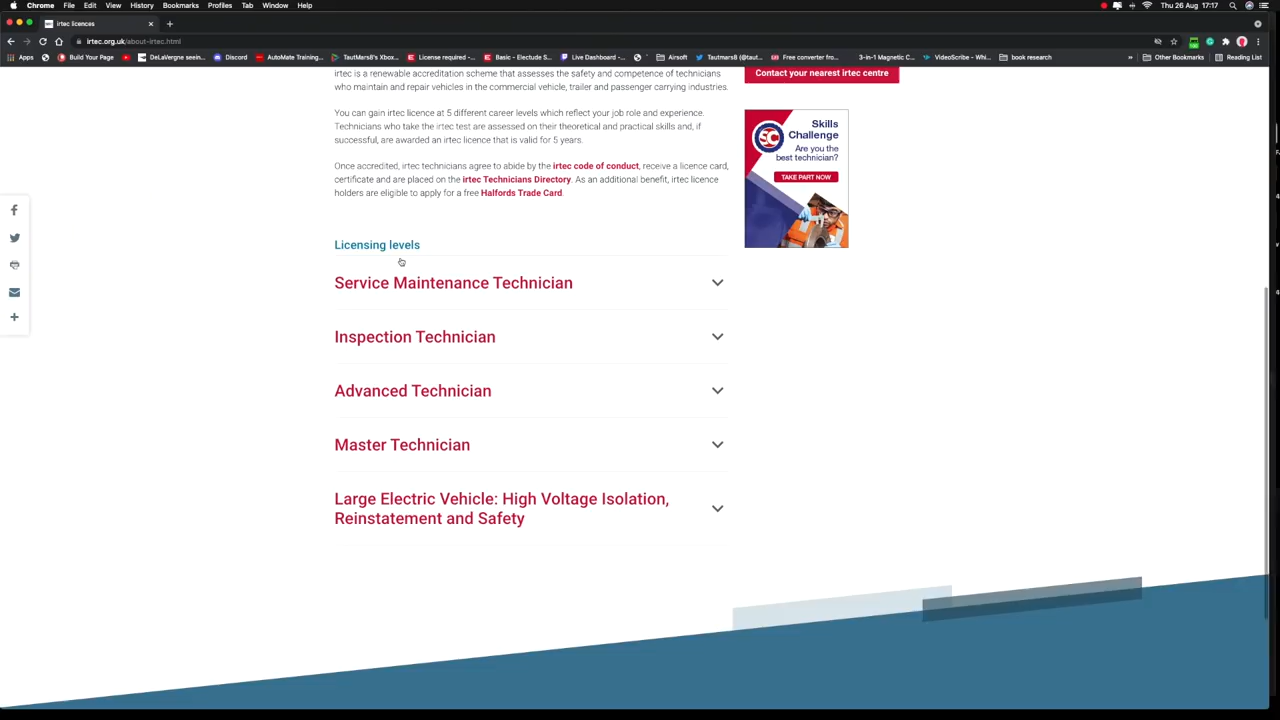 Chrome File Edit View History Bookmarks Profiles Tab Window Help
Thu 26 Aug 17:17
irtec licences
irtec.org.uk/about-irtec.html
Apps
Build Your Page
DeLaVergne seein...
Discord
AutoMate Training...
TautMars8's Xbox...
License required -...
Basic - Electude S...
Live Dashboard -...
Airsoft
Tautmars8 (@taut...
Free converter fro...
3-in-1 Magnetic C...
VideoScribe - Whi...
book research
»
Other Bookmarks
Reading List
irtec is a renewable accreditation scheme that assesses the safety and competence of technicians
who maintain and repair vehicles in the commercial vehicle, trailer and passenger carrying industries.
Contact your nearest irtec centre
You can gain irtec licence at 5 different career levels which reflect your job role and experience.
Technicians who take the irtec test are assessed on their theoretical and practical skills and, if
successful, are awarded an irtec licence that is valid for 5 years.
Once accredited, irtec technicians agree to abide by the irtec code of conduct, receive a licence card,
certificate and are placed on the irtec Technicians Directory. As an additional benefit, irtec licence
holders are eligible to apply for a free Halfords Trade Card.
SC
Skills
Challenge
Are you the
best technician?
TAKE PART NOW
Licensing levels
Service Maintenance Technician
Inspection Technician
Advanced Technician
Master Technician
Large Electric Vehicle: High Voltage Isolation,
Reinstatement and Safety